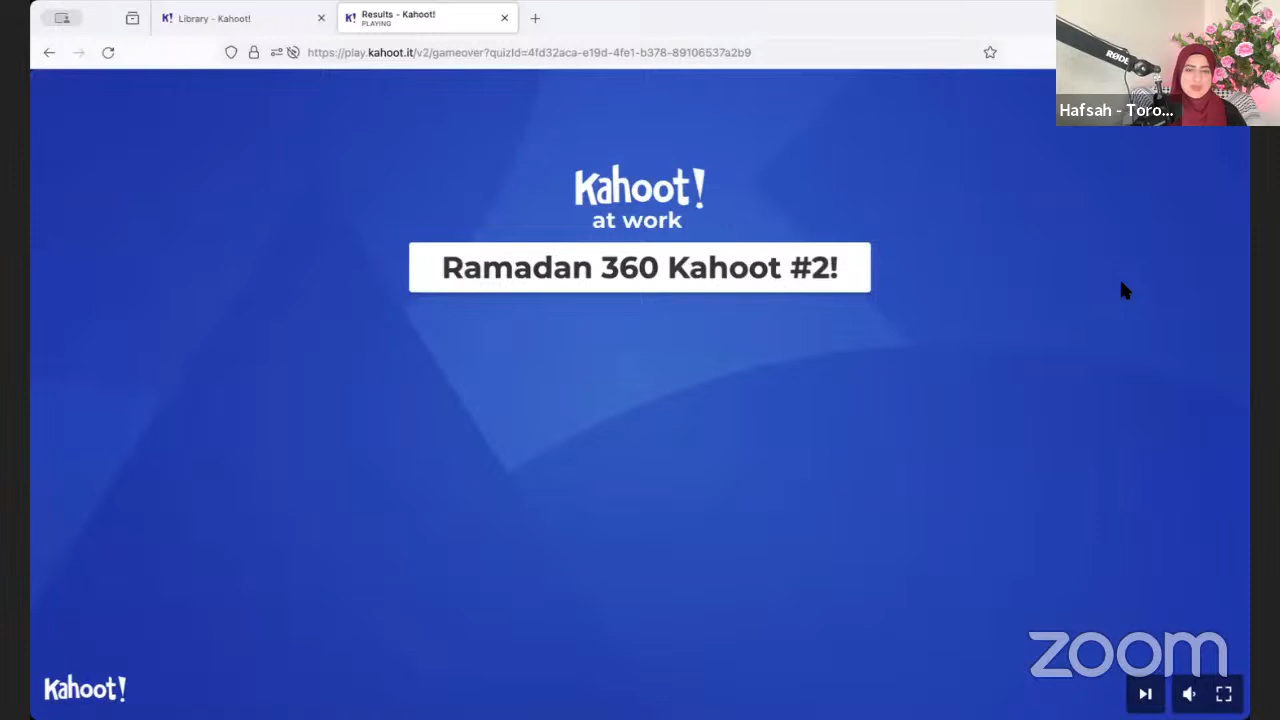 Library - Kahoot!
Results - Kahoot!
PLAYING
https://play.kahoot.it/v2/gameover?quizId=4fd32aca-e19d-4fe1-b378-89106537a2b9
RØDE
Hafsah - Toro...
Kahoot!
at work
Ramadan 360 Kahoot #2!
zoom
Kahoot!